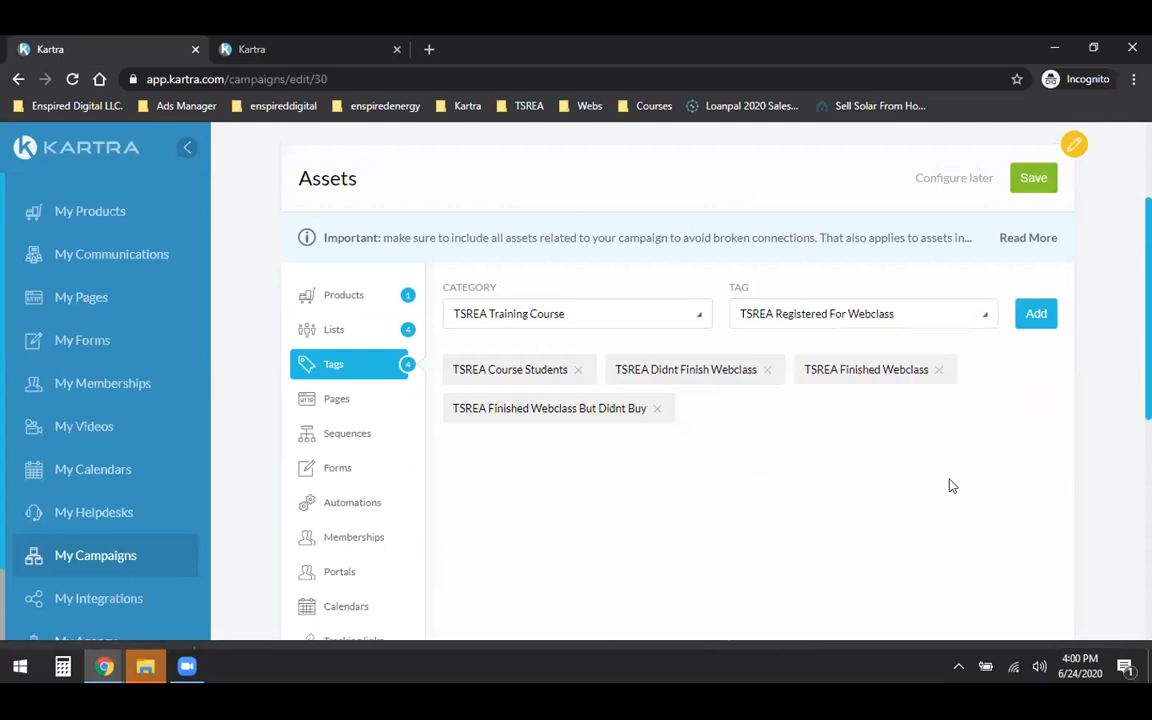 Kartra
Kartra
app.kartra.com/campaigns/edit/30
Incognito
Enspired Digital LLC.
Ads Manager
enspireddigital
enspiredenergy
Kartra
TSREA
Webs
Courses
Loanpal 2020 Sales...
Sell Solar From Ho...
KARTRA
My Products
My Communications
My Pages
My Forms
My Memberships
My Videos
My Calendars
My Helpdesks
My Campaigns
My Integrations
My Agency
Assets
Configure later
Save
Important: make sure to include all assets related to your campaign to avoid broken connections. That also applies to assets in...
Read More
Products 1
Lists 4
Tags 4
Pages
Sequences
Forms
Automations
Memberships
Portals
Calendars
Tracking links
CATEGORY
TSREA Training Course
TAG
TSREA Registered For Webclass
Add
TSREA Course Students
TSREA Didnt Finish Webclass
TSREA Finished Webclass
TSREA Finished Webclass But Didnt Buy
4:00 PM
6/24/2020
1